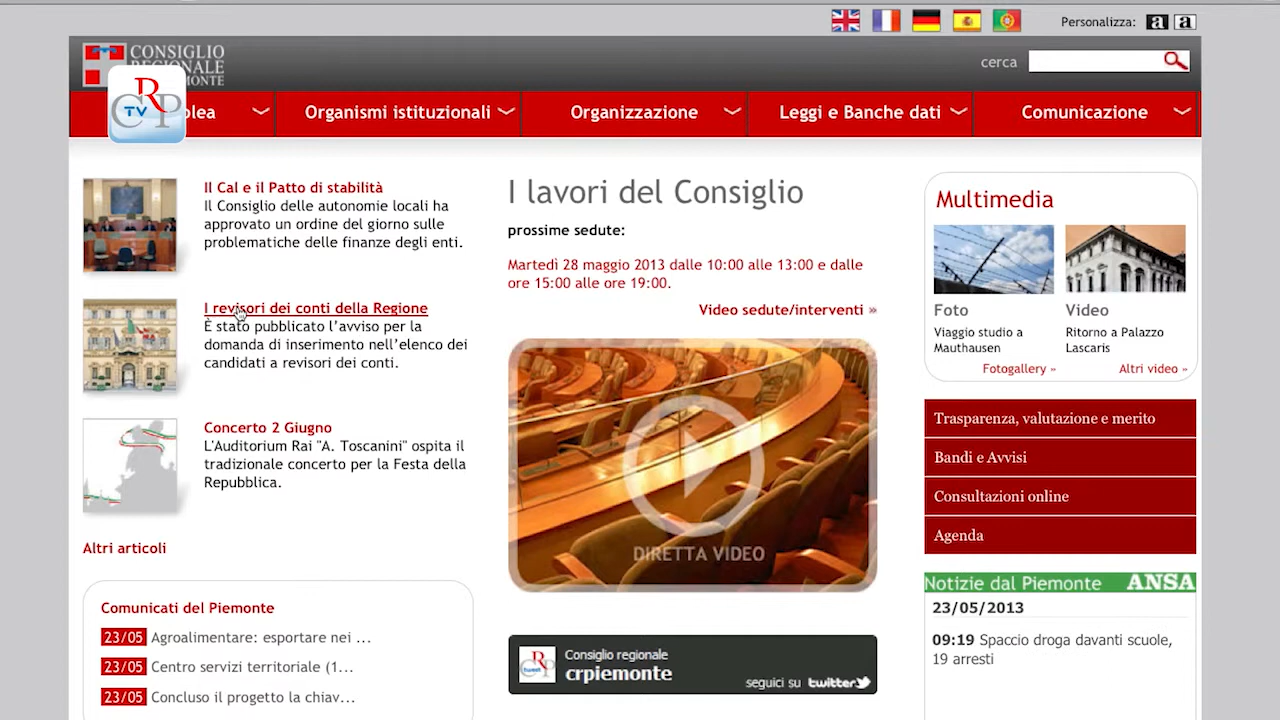 Personalizza: a a
CONSIGLIO
REGIONALE
cerca
CRP
TV
Organismi istituzionali
Organizzazione
Leggi e Banche dati
Comunicazione
Il Cal e il Patto di stabilità
Il Consiglio delle autonomie locali ha
approvato un ordine del giorno sulle
problematiche delle finanze degli enti.
I revisori dei conti della Regione
È stato pubblicato l'avviso per la
domanda di inserimento nell'elenco dei
candidati a revisori dei conti.
Concerto 2 Giugno
L'Auditorium Rai "A. Toscanini" ospita il
tradizionale concerto per la Festa della
Repubblica.
Altri articoli
Comunicati del Piemonte
23/05 Agroalimentare: esportare nei ...
23/05 Centro servizi territoriale (1...
23/05 Concluso il progetto la chiav...
I lavori del Consiglio
prossime sedute:
Martedì 28 maggio 2013 dalle 10:00 alle 13:00 e dalle
ore 15:00 alle ore 19:00.
Video sedute/interventi »
DIRETTA VIDEO
CRP
tweet
Consiglio regionale
crpiemonte
seguici su twitter
Multimedia
Foto
Viaggio studio a
Mauthausen
Fotogallery »
Video
Ritorno a Palazzo
Lascaris
Altri video »
Trasparenza, valutazione e merito
Bandi e Avvisi
Consultazioni online
Agenda
Notizie dal Piemonte ANSA
23/05/2013
09:19 Spaccio droga davanti scuole,
19 arresti